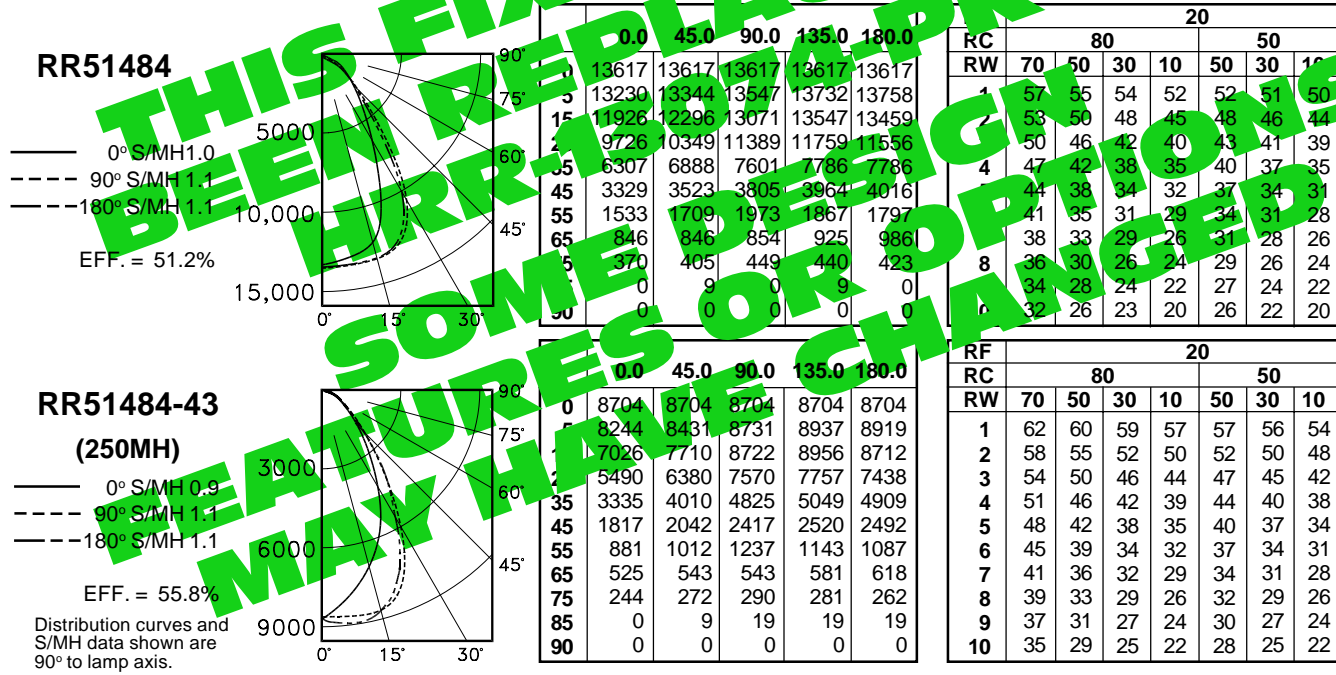 THIS FIX
BEEN REPLAC
HRR-15074-PR
SOME DESIGN
FEATURES OR OPTIONS
MAY HAVE CHANGED
RR51484
0° S/MH1.0
90° S/MH 1.1
180° S/MH 1.1
EFF. = 51.2%
5000
10,000
15,000
90°
75°
60°
45°
0° 15° 30°
0.0 45.0 90.0 135.0 180.0
13617 13617 13617 13617 13617
13230 13344 13547 13732 13758
15 11926 12296 13071 13547 13459
9726 10349 11389 11759 11556
6307 6888 7601 7786 7786
45 3329 3523 3805 3964 4016
55 1533 1709 1973 1867 1797
65 846 846 854 925 986
370 405 449 440 423
0 9 0 9 0
0 0 0 0 0
20
RC 80 50
RW 70 50 30 10 50 30 10
1 57 55 54 52 52 51 50
2 53 50 48 45 48 46 44
50 46 42 40 43 41 39
4 47 42 38 35 40 37 35
44 38 34 32 37 34 31
41 35 31 29 34 31 28
38 33 29 26 31 28 26
8 36 30 26 24 29 26 24
34 28 24 22 27 24 22
32 26 23 20 26 22 20
RR51484-43
(250MH)
0° S/MH 0.9
90° S/MH 1.1
180° S/MH 1.1
EFF. = 55.8%
Distribution curves and
S/MH data shown are
90° to lamp axis.
3000
6000
9000
90°
75°
60°
45°
0° 15° 30°
0.0 45.0 90.0 135.0 180.0
0 8704 8704 8704 8704 8704
8244 8431 8731 8937 8919
7026 7710 8722 8956 8712
5490 6380 7570 7757 7438
35 3335 4010 4825 5049 4909
45 1817 2042 2417 2520 2492
55 881 1012 1237 1143 1087
65 525 543 543 581 618
75 244 272 290 281 262
85 0 9 19 19 19
90 0 0 0 0 0
RF 20
RC 80 50
RW 70 50 30 10 50 30 10
1 62 60 59 57 57 56 54
2 58 55 52 50 52 50 48
3 54 50 46 44 47 45 42
4 51 46 42 39 44 40 38
5 48 42 38 35 40 37 34
6 45 39 34 32 37 34 31
7 41 36 32 29 34 31 28
8 39 33 29 26 32 29 26
9 37 31 27 24 30 27 24
10 35 29 25 22 28 25 22